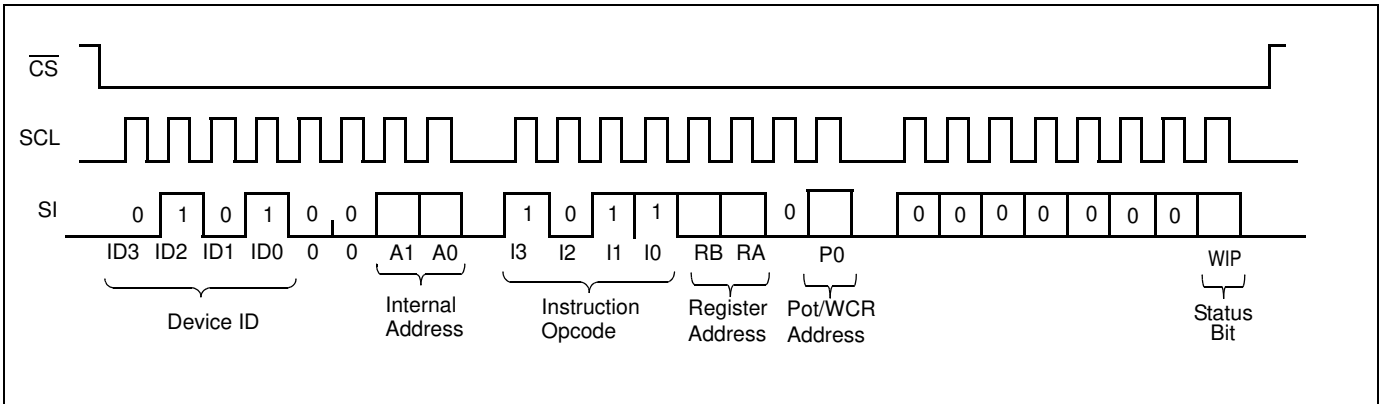 CS
SCL
SI 0 1 0 1 0 0 1 0 1 1 0 0 0 0 0 0 0 0
ID3 ID2 ID1 ID0 0 0 A1 A0 I3 I2 I1 I0 RB RA P0 WIP
Device ID
Internal
Address
Instruction
Opcode
Register
Address
Pot/WCR
Address
Status
Bit